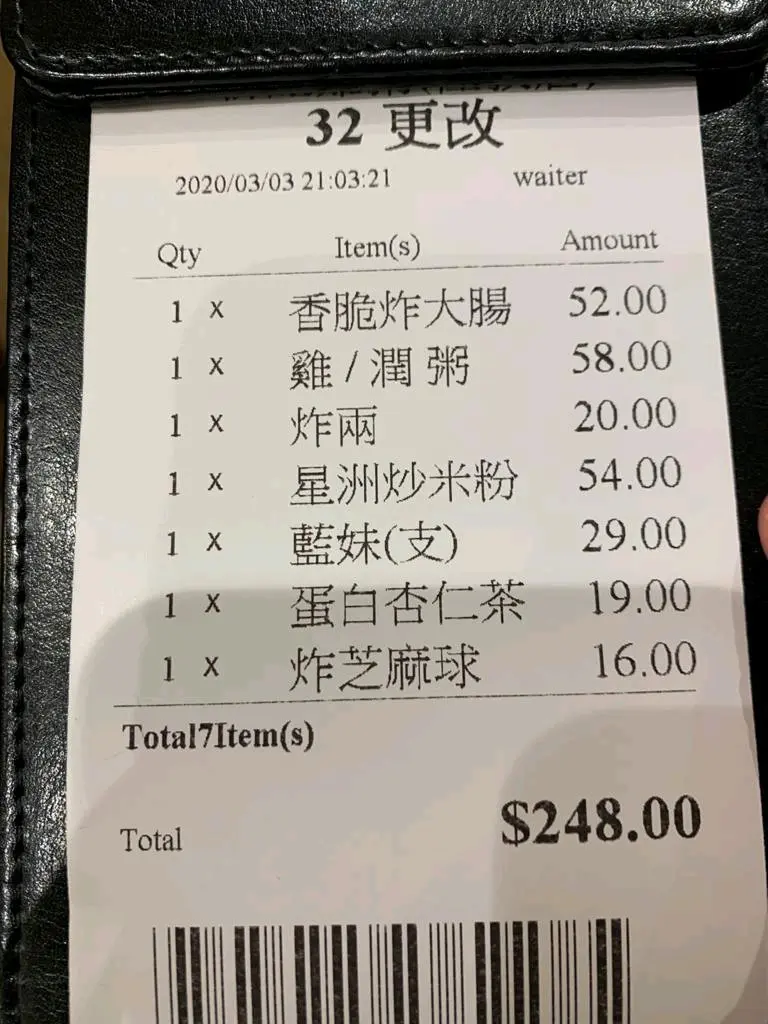 32 更改
2020/03/03 21:03:21 waiter
Qty Item(s) Amount
1 x 香脆炸大腸 52.00
1 x 雞 / 潤 粥 58.00
1 x 炸兩 20.00
1 x 星洲炒米粉 54.00
1 x 藍妹(支) 29.00
1 x 蛋白杏仁茶 19.00
1 x 炸芝麻球 16.00
Total7Item(s)
Total $248.00